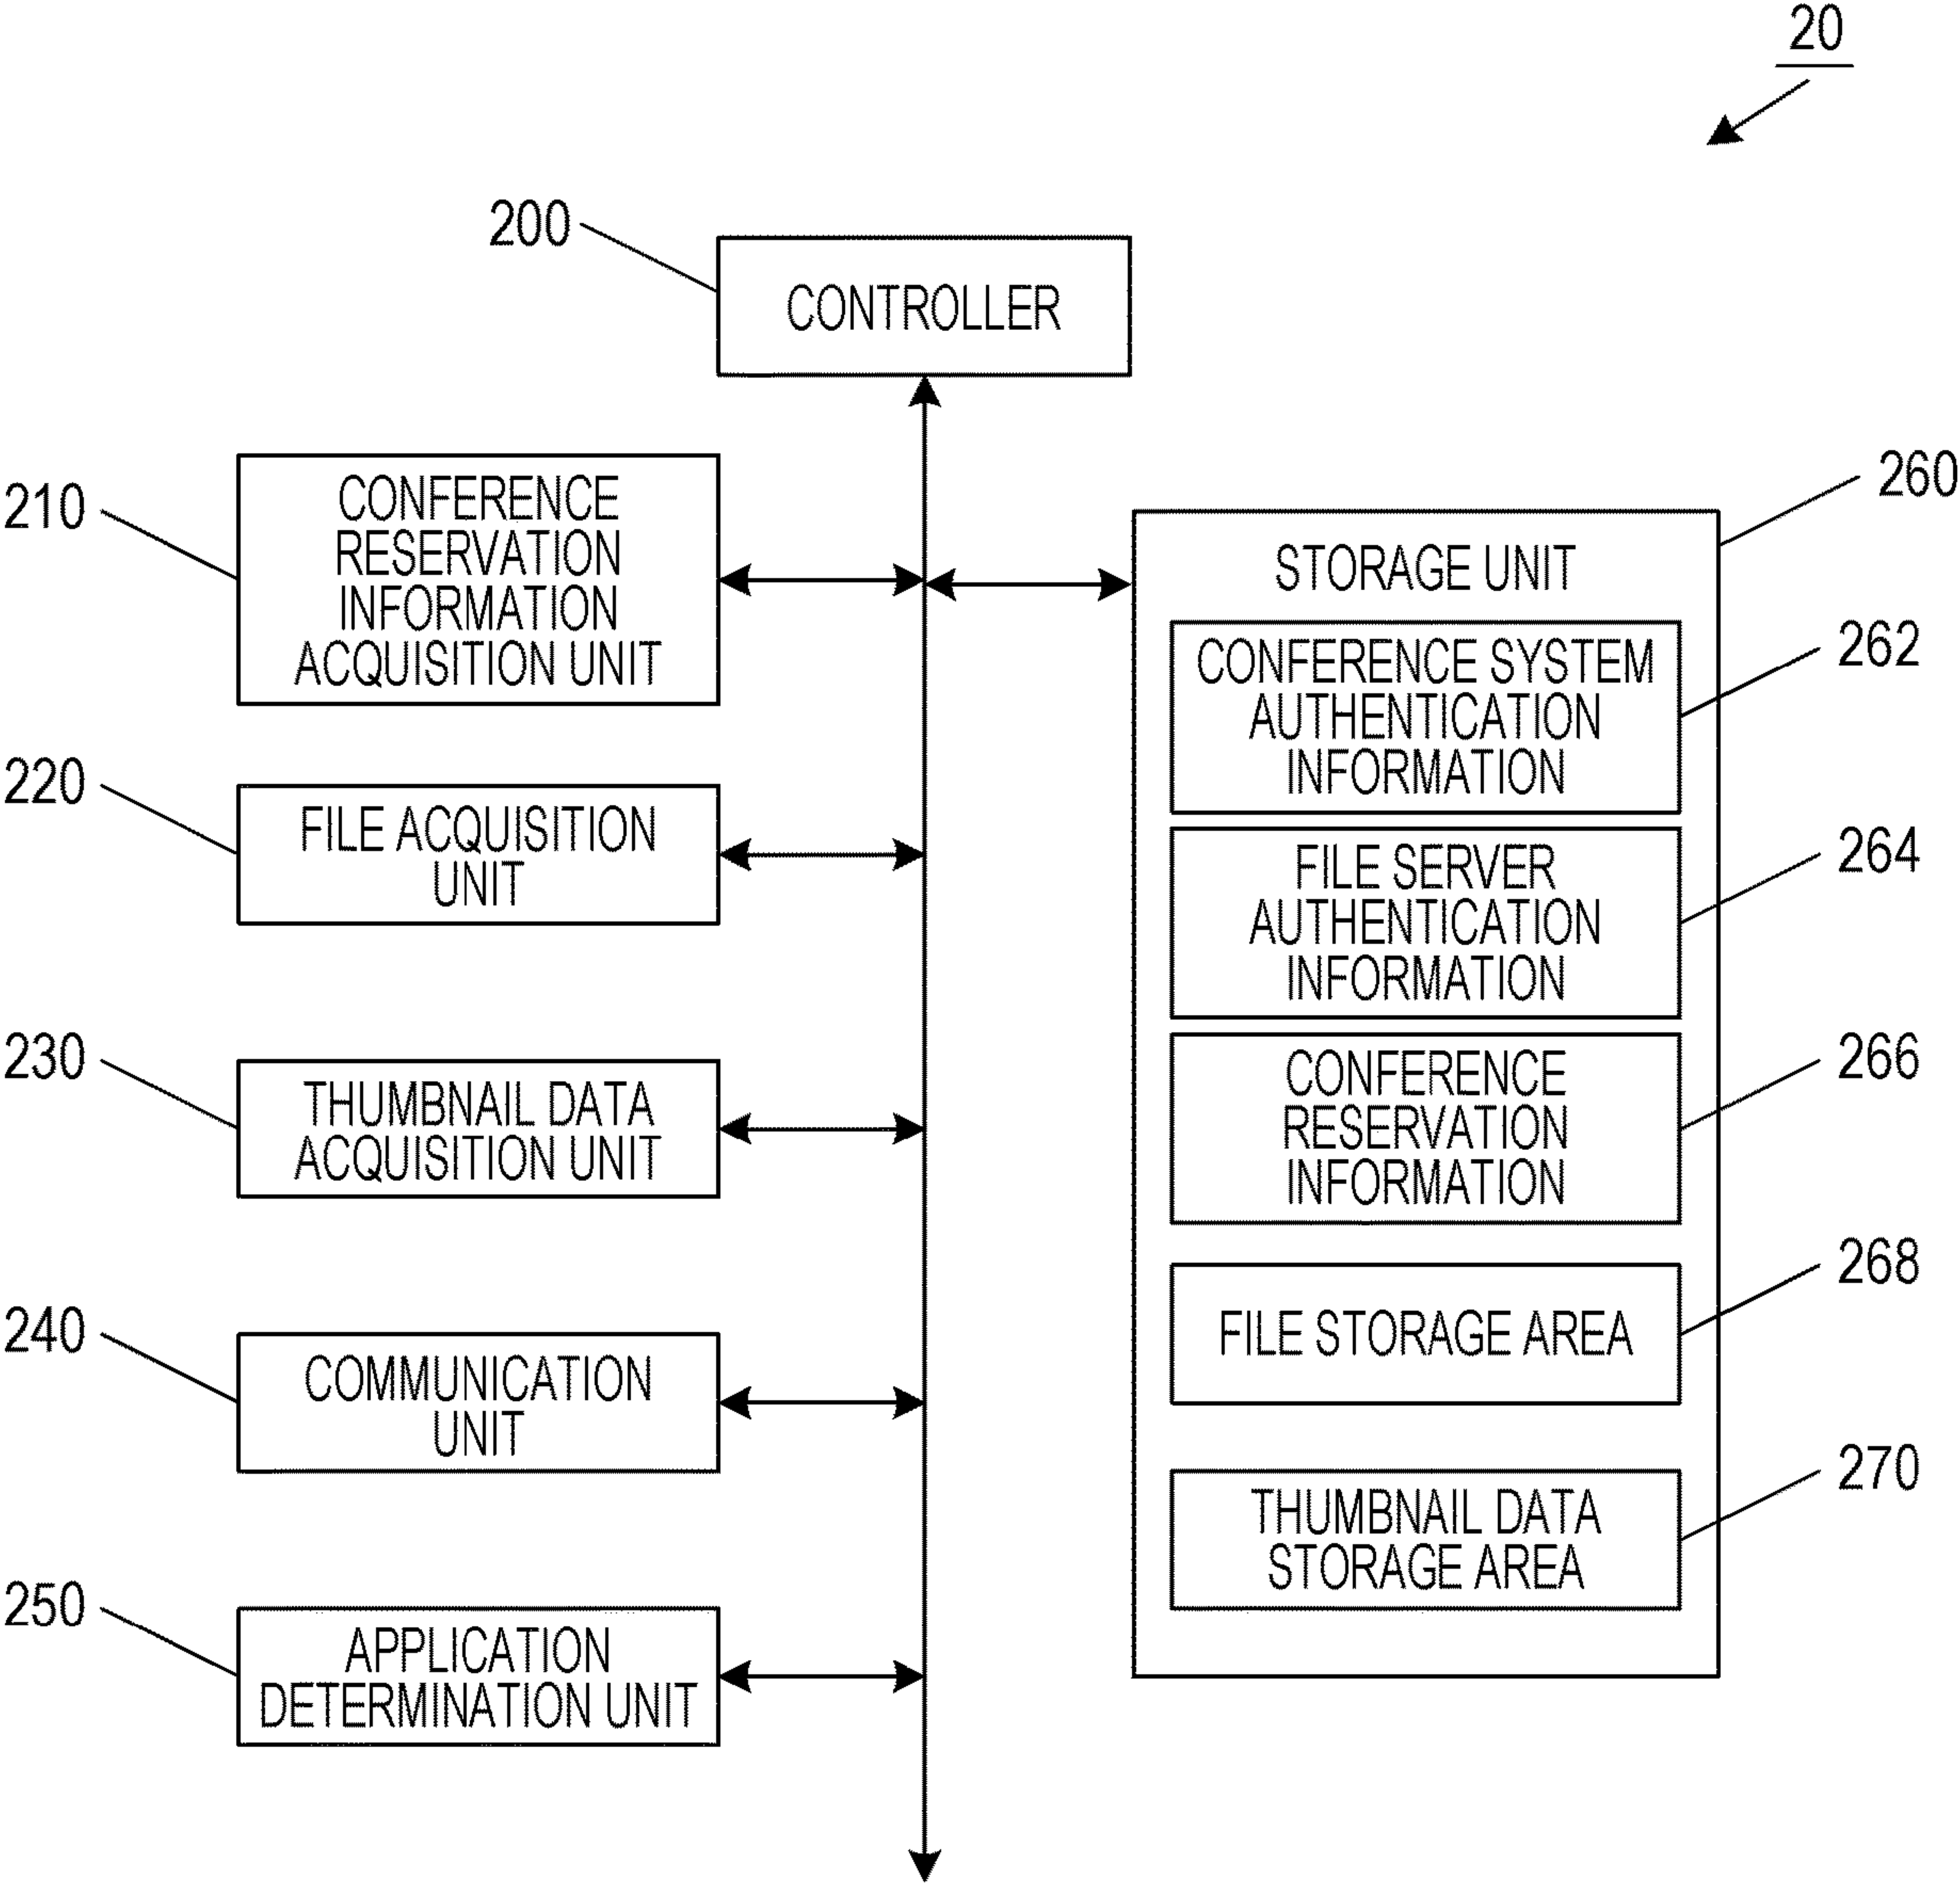 20
200
CONTROLLER
210
CONFERENCE
RESERVATION
INFORMATION
ACQUISITION UNIT
220
FILE ACQUISITION
UNIT
230
THUMBNAIL DATA
ACQUISITION UNIT
240
COMMUNICATION
UNIT
250
APPLICATION
DETERMINATION UNIT
260
STORAGE UNIT
262
CONFERENCE SYSTEM
AUTHENTICATION
INFORMATION
264
FILE SERVER
AUTHENTICATION
INFORMATION
266
CONFERENCE
RESERVATION
INFORMATION
268
FILE STORAGE AREA
270
THUMBNAIL DATA
STORAGE AREA